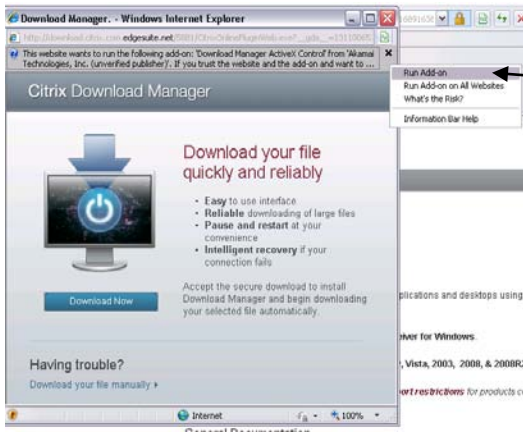 Download Manager. - Windows Internet Explorer
edgesuite.net
This website wants to run the following add-on: 'Download Manager ActiveX Control' from 'Akamai
Technologies, Inc. (unverified publisher)'. If you trust the website and the add-on and want to ...
Run Add-on
Run Add-on on All Websites
What's the Risk?
Information Bar Help
Citrix Download Manager
Download your file
quickly and reliably
• Easy to use interface
• Reliable downloading of large files
• Pause and restart at your
convenience
• Intelligent recovery if your
connection fails
Accept the secure download to install
Download Manager and begin downloading
your selected file automatically.
Download Now
Having trouble?
Download your file manually
plications and desktops using
eiver for Windows.
, Vista, 2003, 2008, & 2008R2
ort restrictions for products
Internet
100%
General Documentation